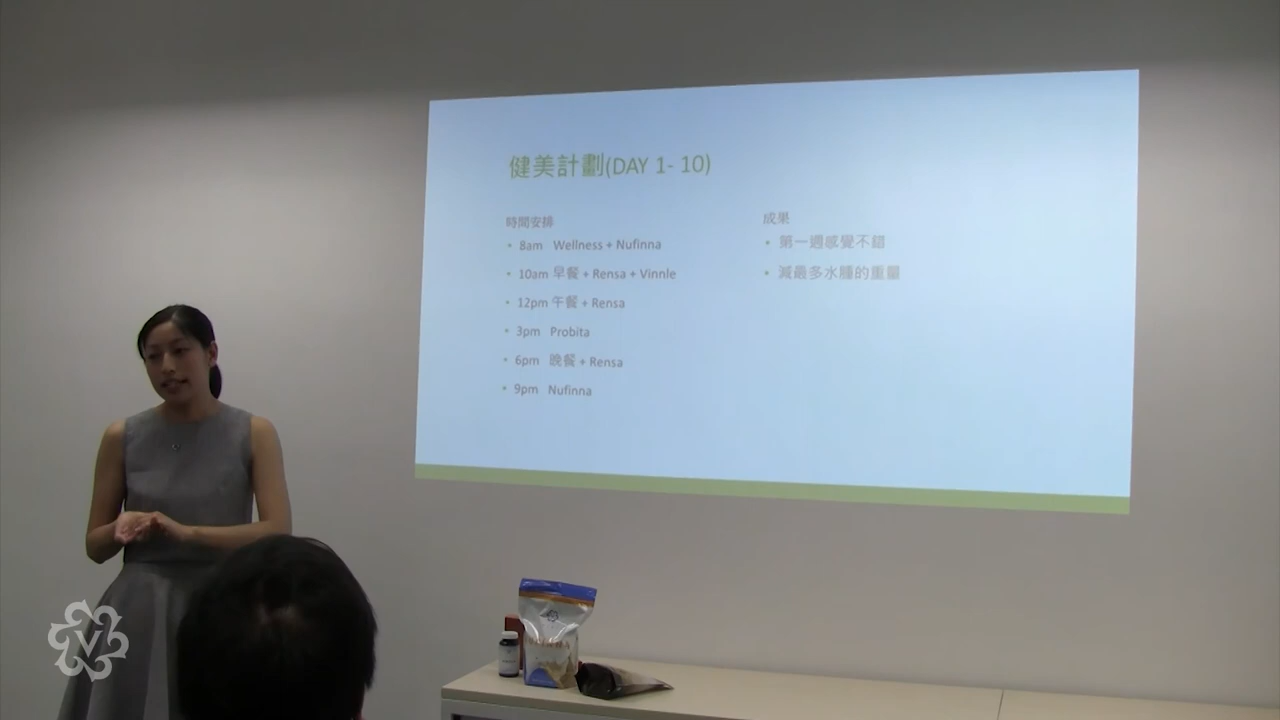 健美計劃(DAY 1- 10)
時間安排
• 8am Wellness + Nufinna
• 10am 早餐 + Rensa + Vinnle
• 12pm 午餐 + Rensa
• 3pm Probita
• 6pm 晚餐 + Rensa
• 9pm Nufinna
成果
• 第一週感覺不錯
• 減最多水腫的重量
V